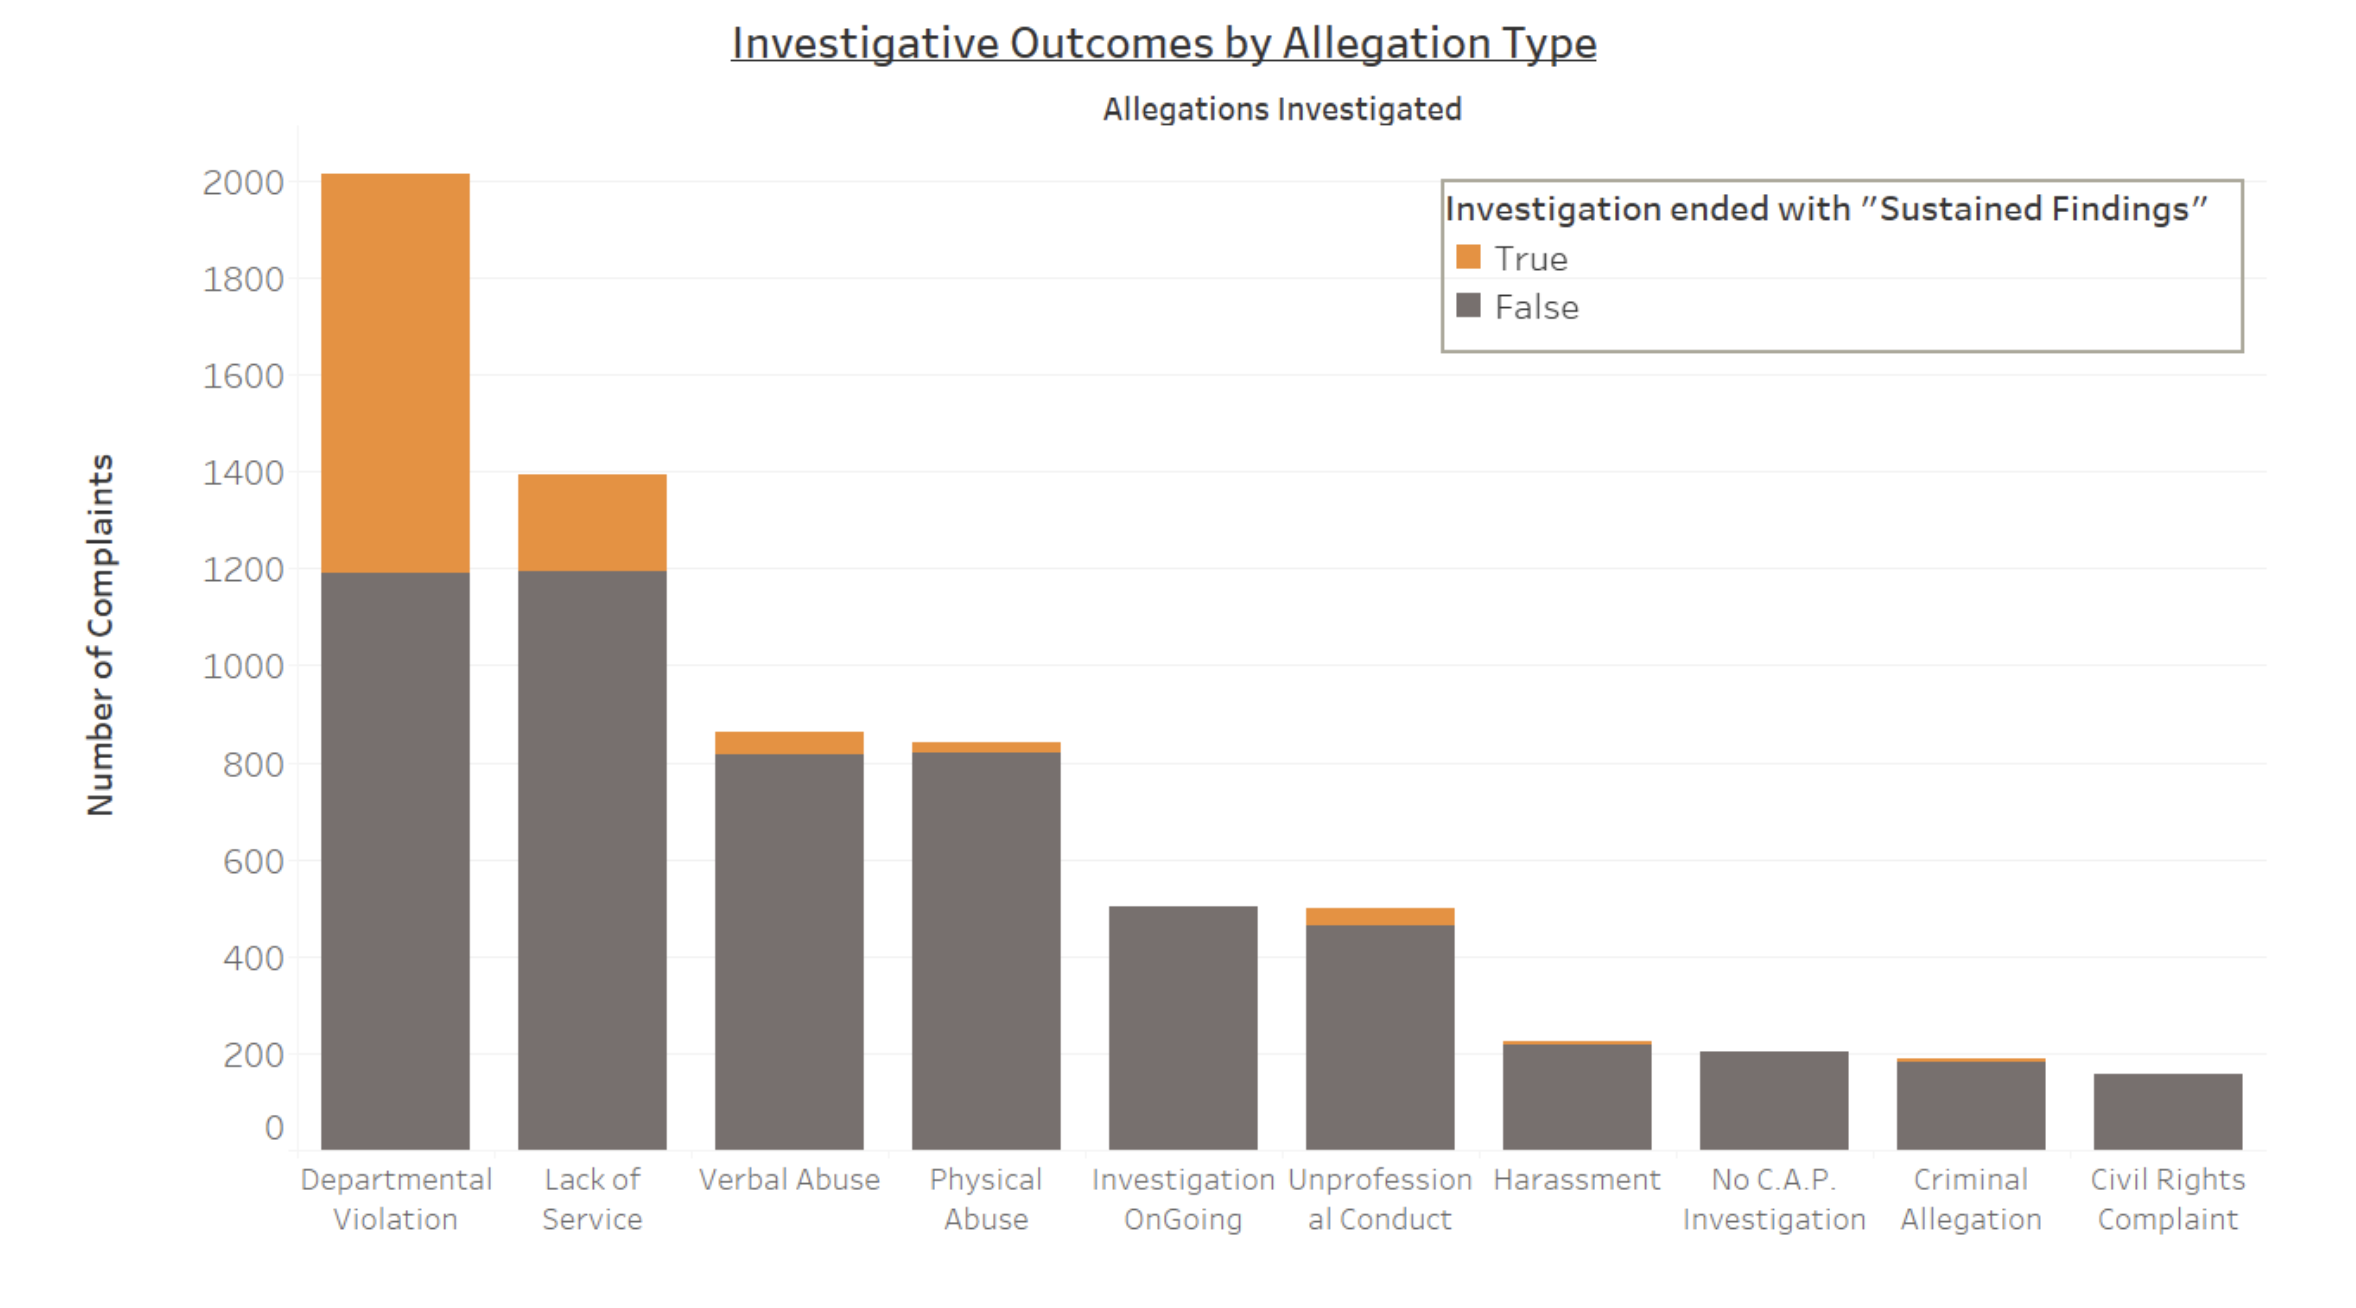 Investigative Outcomes by Allegation Type
Allegations Investigated
Investigation ended with "Sustained Findings"
True
False
Number of Complaints
2000
1800
1600
1400
1200
1000
800
600
400
200
0
Departmental
Violation
Lack of
Service
Verbal Abuse
Physical
Abuse
Investigation
OnGoing
Unprofession
al Conduct
Harassment
No C.A.P.
Investigation
Criminal
Allegation
Civil Rights
Complaint